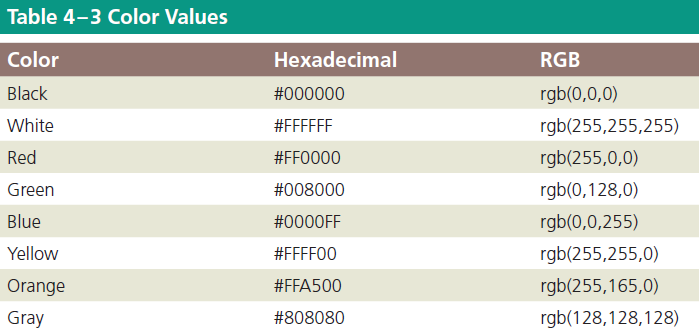 Table 4–3 Color Values
Color Hexadecimal RGB
Black #000000 rgb(0,0,0)
White #FFFFFF rgb(255,255,255)
Red #FF0000 rgb(255,0,0)
Green #008000 rgb(0,128,0)
Blue #0000FF rgb(0,0,255)
Yellow #FFFF00 rgb(255,255,0)
Orange #FFA500 rgb(255,165,0)
Gray #808080 rgb(128,128,128)